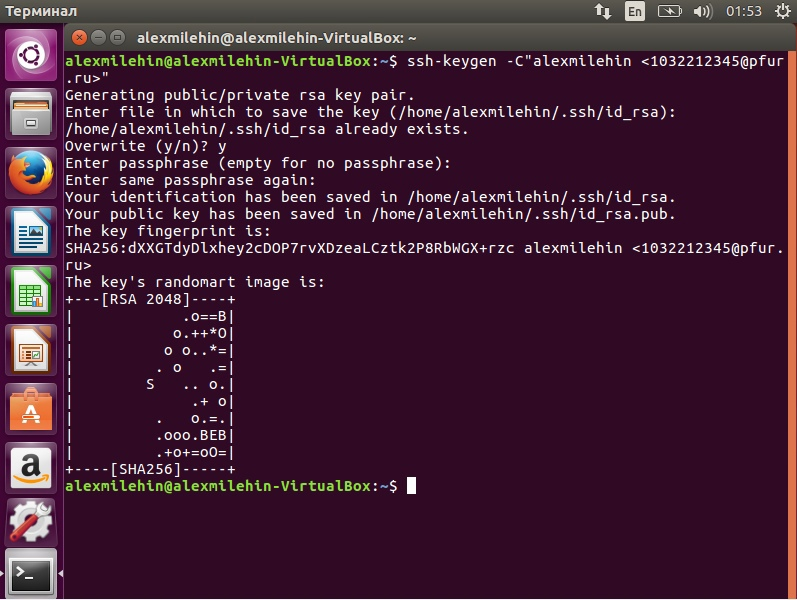 Терминал En 01:53
alexmilehin@alexmilehin-VirtualBox: ~
alexmilehin@alexmilehin-VirtualBox:~$ ssh-keygen -C"alexmilehin <1032212345@pfur
.ru>"
Generating public/private rsa key pair.
Enter file in which to save the key (/home/alexmilehin/.ssh/id_rsa):
/home/alexmilehin/.ssh/id_rsa already exists.
Overwrite (y/n)? y
Enter passphrase (empty for no passphrase):
Enter same passphrase again:
Your identification has been saved in /home/alexmilehin/.ssh/id_rsa.
Your public key has been saved in /home/alexmilehin/.ssh/id_rsa.pub.
The key fingerprint is:
SHA256:dXXGTdyDlxhey2cDOP7rvXDzeaLCztk2P8RbWGX+rzc alexmilehin <1032212345@pfur.
ru>
The key's randomart image is:
+---[RSA 2048]----+
|             .o==B|
|            o.++*O|
|           o o..*=|
|          . o   .=|
|         S   .. o.|
|              .+ o|
|          .   o.=.|
|          .ooo.BEB|
|          .+o+=oO=|
+----[SHA256]-----+
alexmilehin@alexmilehin-VirtualBox:~$